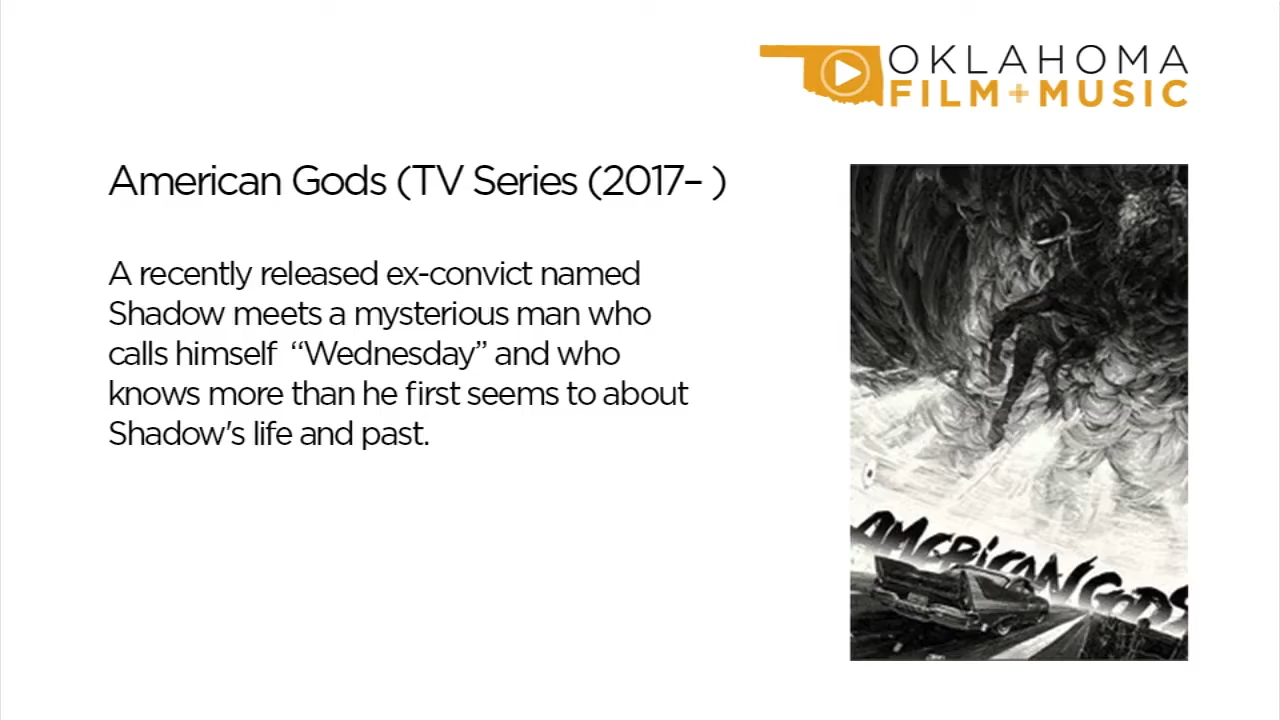 OKLAHOMA
FILM+MUSIC
American Gods (TV Series (2017– )
A recently released ex-convict named
Shadow meets a mysterious man who
calls himself  “Wednesday” and who
knows more than he first seems to about
Shadow's life and past.
AMERICAN GODS